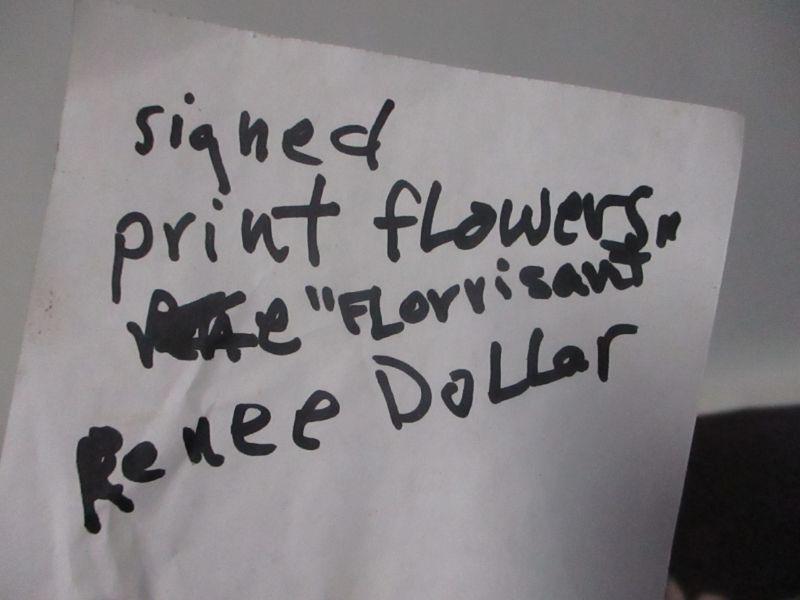 signed
print flowers
"FLorrisant"
Renee DoLLar